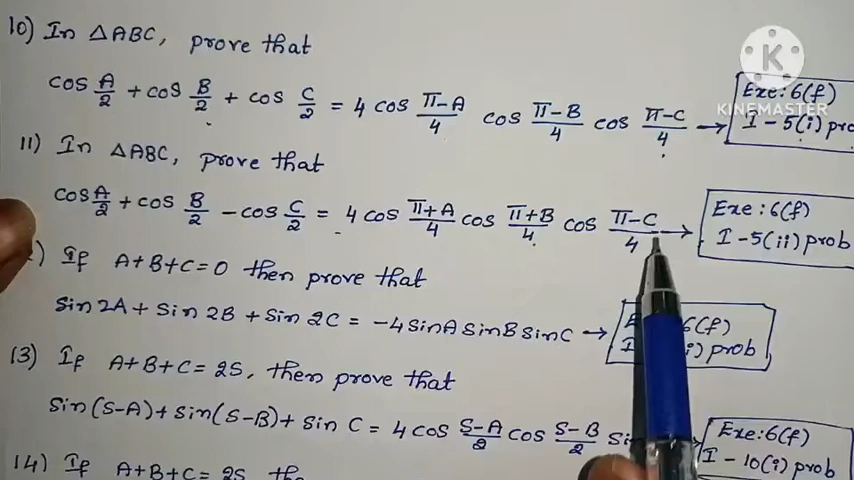 10) In △ABC, prove that
cos A/2 + cos B/2 + cos C/2 = 4 cos π-A/4 cos π-B/4 cos π-C/4 →
Exe: 6(f)
I - 5(i) pro
KINEMASTER
11) In △ABC, prove that
cos A/2 + cos B/2 - cos C/2 = 4 cos π+A/4 cos π+B/4 cos π-C/4 →
Exe: 6(f)
I - 5(ii) prob
If A+B+C=0 then prove that
sin 2A + sin 2B + sin 2C = -4 sinA sinB sinC →
6(f)
(i) prob
13) If A+B+C = 2S, then prove that
sin(S-A) + sin(S-B) + sin C = 4 cos S-A/2 cos S-B/2
Exe: 6(f)
I - 10(i) prob
14) If A+B+C = 2S